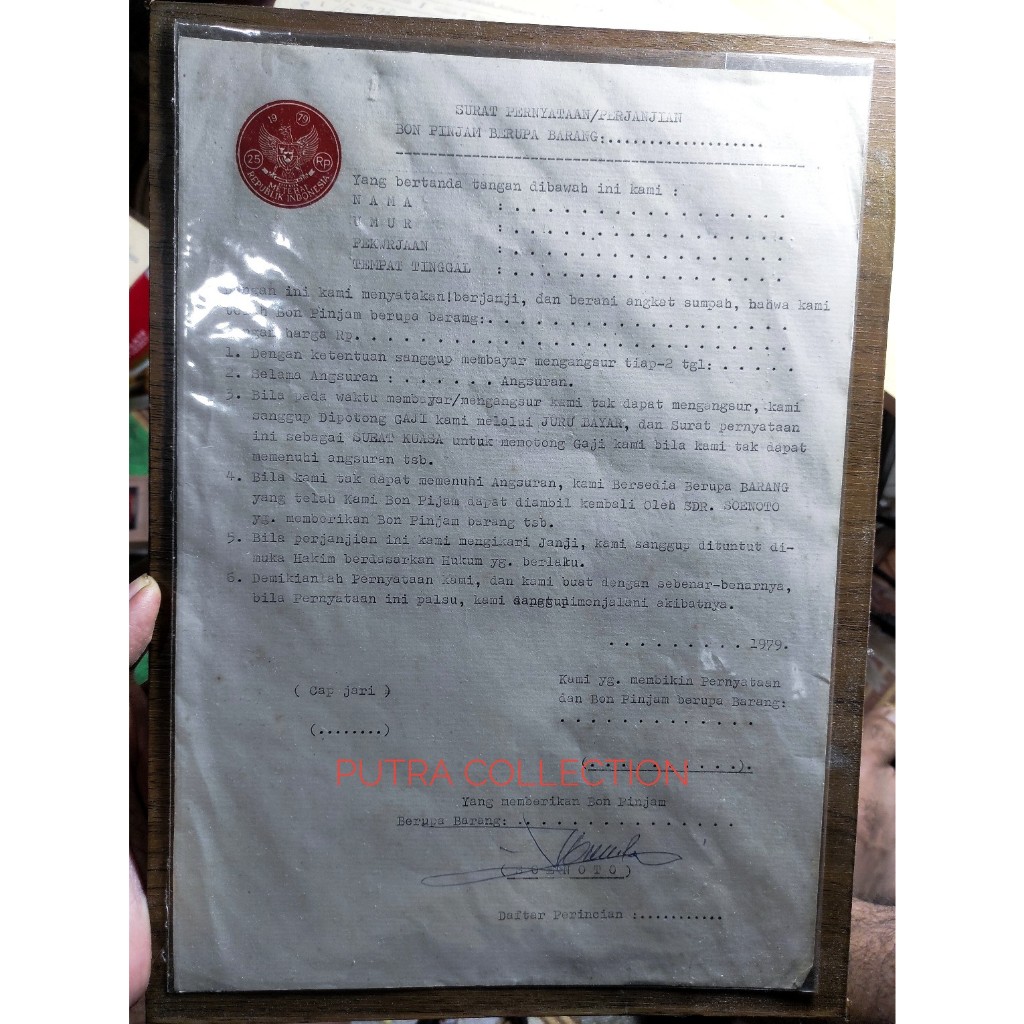 SURAT PERNYATAAN/PERJANJIAN
BON PINJAM BERUPA BARANG:...................
19 79
25 RP
METERAI
REPUBLIK INDONESIA
Yang bertanda tangan dibawah ini kami :
N A M A : . . . . . . . . . . . . . . . . . . . .
U M U R : . . . . . . . . . . . . . . . . . . . .
PEKWRJAAN : . . . . . . . . . . . . . . . . . . . .
TEMPAT TINGGAL : . . . . . . . . . . . . . . . . . . . .
ini kami menyatakan!berjanji, dan berani angkat sumpah, bahwa kami
Bon Pinjam berupa baramg:. . . . . . . . . . . . . . . . . . . . . .
harga Rp. . . . . . . . . . . . . . . . . . . . . . . . . . . . . . .
1. Dengan ketentuan sanggup membayar mengangsur tiap-2 tgl: . . . . .
2. Selama Angsuran : . . . . . . . Angsuran.
3. Bila pada waktu membayar/mengangsur kami tak dapat mengangsur, kami
sanggup Dipotong GAJI kami melalui JURU BAYAR, dan Surat pernyataan
ini sebagai SURAT KUASA untuk memotong Gaji kami bila kami tak dapat
memenuhi angsuran tsb.
4. Bila kami tak dapat memenuhi Angsuran, kami Bersedia Berupa BARANG
yang telah Kami Bon Pijam dapat diambil kembali Oleh SDR. SOENOTO
yg. memberikan Bon Pinjam barang tsb.
5. Bila perjanjian ini kami mengikari Janji, kami sanggup dituntut di-
muka Hakim berdasarkan Hukum yg. berlaku.
6. Demikianlah Pernyataan Kami, dan kami buat dengan sebenar-benarnya,
bila Pernyataan ini palsu, kami menjalani akibatnya.
. . . . . . . . . . 1979.
Kami yg. membikin Pernyataan
dan Bon Pinjam berupa Barang:
. . . . . . . . . . . . . .
( Cap jari )
(........)
(. . . . . . . . . . .).
PUTRA COLLECTION
Yang memberikan Bon Pinjam
Berupa Barang: . . . . . . . . . . . . . . . .
( S O E N O T O )
Daftar Perincian :............